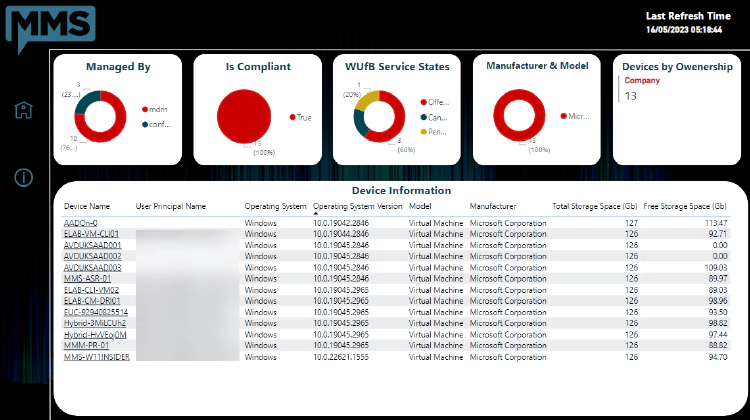 MMS
Last Refresh Time
16/05/2023 05:18:44
Managed By
3
(23...)
10
(76...)
mdm
conf...
Is Compliant
13
(100%)
True
WUfB Service States
1
(20%)
3
(60%)
Offe...
Can...
Pen...
Manufacturer & Model
13
(100%)
Micr...
Devices by Owenership
Company
13
Device Information
Device Name User Principal Name Operating System Operating System Version Model Manufacturer Total Storage Space (Gb) Free Storage Space (Gb)
AADOn-0 Windows 10.0.19042.2846 Virtual Machine Microsoft Corporation 127 113.47
ELAB-VM-CLI01 Windows 10.0.19044.2846 Virtual Machine Microsoft Corporation 126 92.71
AVDUKSAAD001 Windows 10.0.19045.2846 Virtual Machine Microsoft Corporation 126 0.00
AVDUKSAAD002 Windows 10.0.19045.2846 Virtual Machine Microsoft Corporation 126 0.00
AVDUKSAAD003 Windows 10.0.19045.2846 Virtual Machine Microsoft Corporation 126 109.03
MMS-ASR-01 Windows 10.0.19045.2846 Virtual Machine Microsoft Corporation 126 89.97
ELAB-CLI-VM02 Windows 10.0.19045.2965 Virtual Machine Microsoft Corporation 126 89.03
ELAB-CM-DRI01 Windows 10.0.19045.2965 Virtual Machine Microsoft Corporation 126 98.96
EUC-92940825514 Windows 10.0.19045.2965 Virtual Machine Microsoft Corporation 126 93.50
Hybrid-3MiLCUh2 Windows 10.0.19045.2965 Virtual Machine Microsoft Corporation 126 98.82
Hybrid-HvVEoj0M Windows 10.0.19045.2965 Virtual Machine Microsoft Corporation 126 97.44
MMM-PR-01 Windows 10.0.19045.2965 Virtual Machine Microsoft Corporation 126 88.82
MMS-W11INSIDER Windows 10.0.22621.1555 Virtual Machine Microsoft Corporation 126 94.70